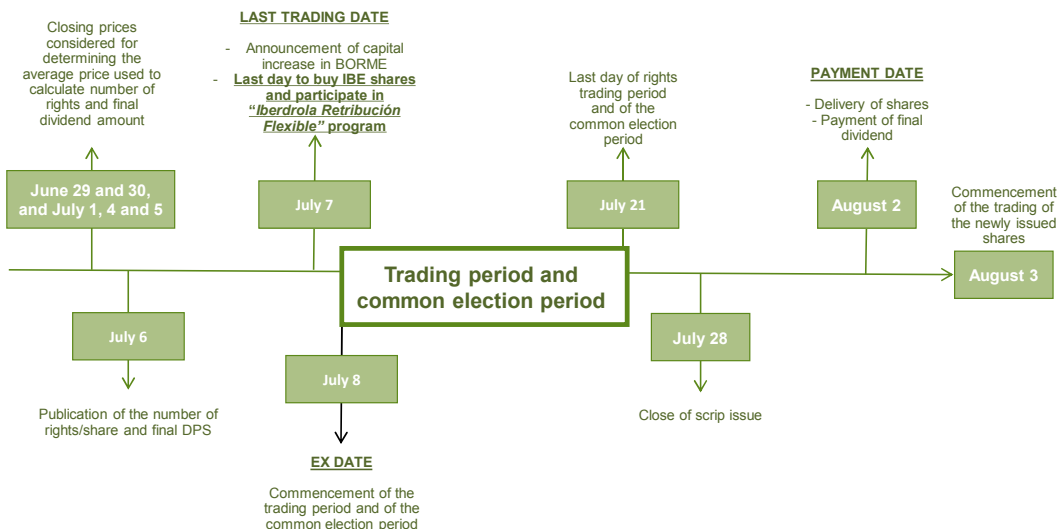 Closing prices
considered for
determining the
average price used to
calculate number of
rights and final
dividend amount
June 29 and 30,
and July 1, 4 and 5
July 6
Publication of the number of
rights/share and final DPS
LAST TRADING DATE
- Announcement of capital
increase in BORME
- Last day to buy IBE shares
and participate in
“Iberdrola Retribución
Flexible” program
July 7
Trading period and
common election period
July 8
EX DATE
Commencement of the
trading period and of the
common election period
Last day of rights
trading period
and of the
common election
period
July 21
July 28
Close of scrip issue
PAYMENT DATE
- Delivery of shares
- Payment of final
dividend
August 2
Commencement
of the trading of
the newly issued
shares
August 3